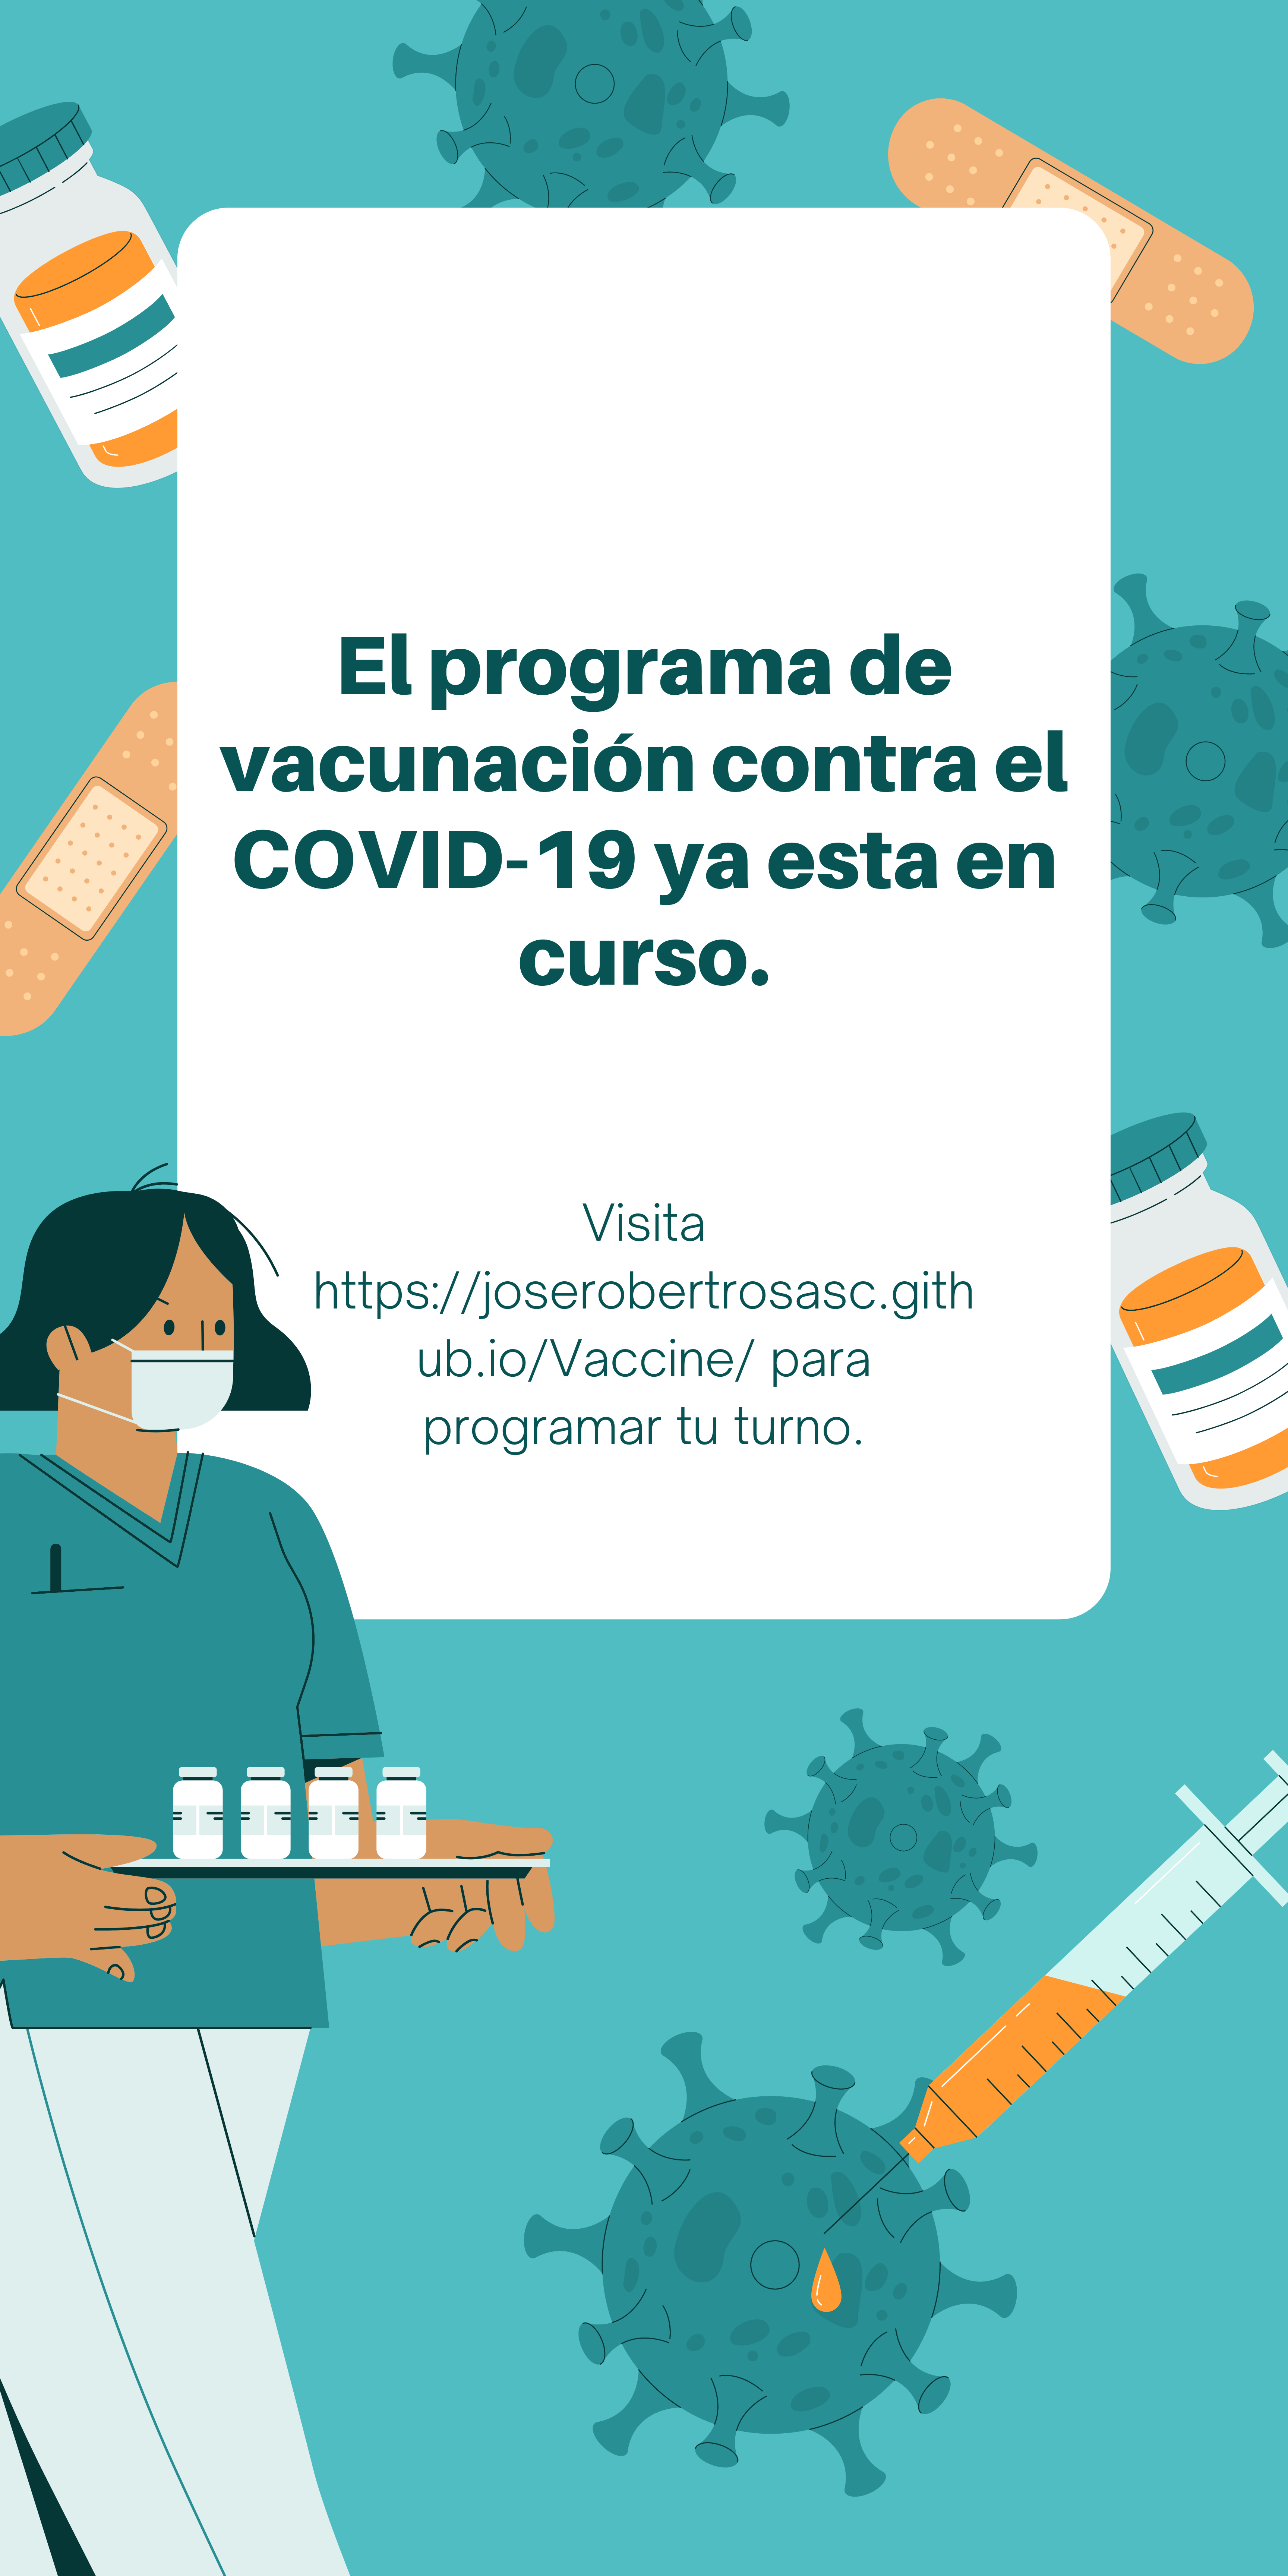 El programa de
vacunación contra el
COVID-19 ya esta en
curso.
Visita
https://joserobertrosasc.gith
ub.io/Vaccine/ para
programar tu turno.